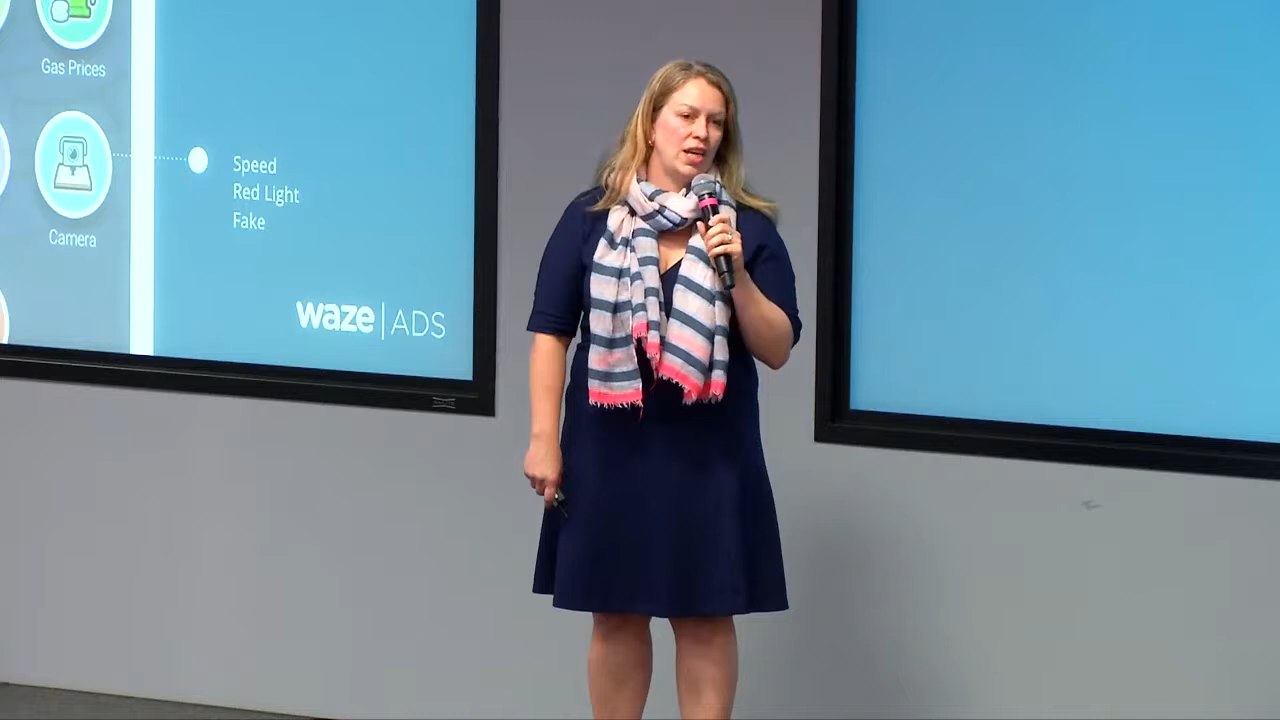 Gas Prices
Camera
Speed
Red Light
Fake
waze | ADS